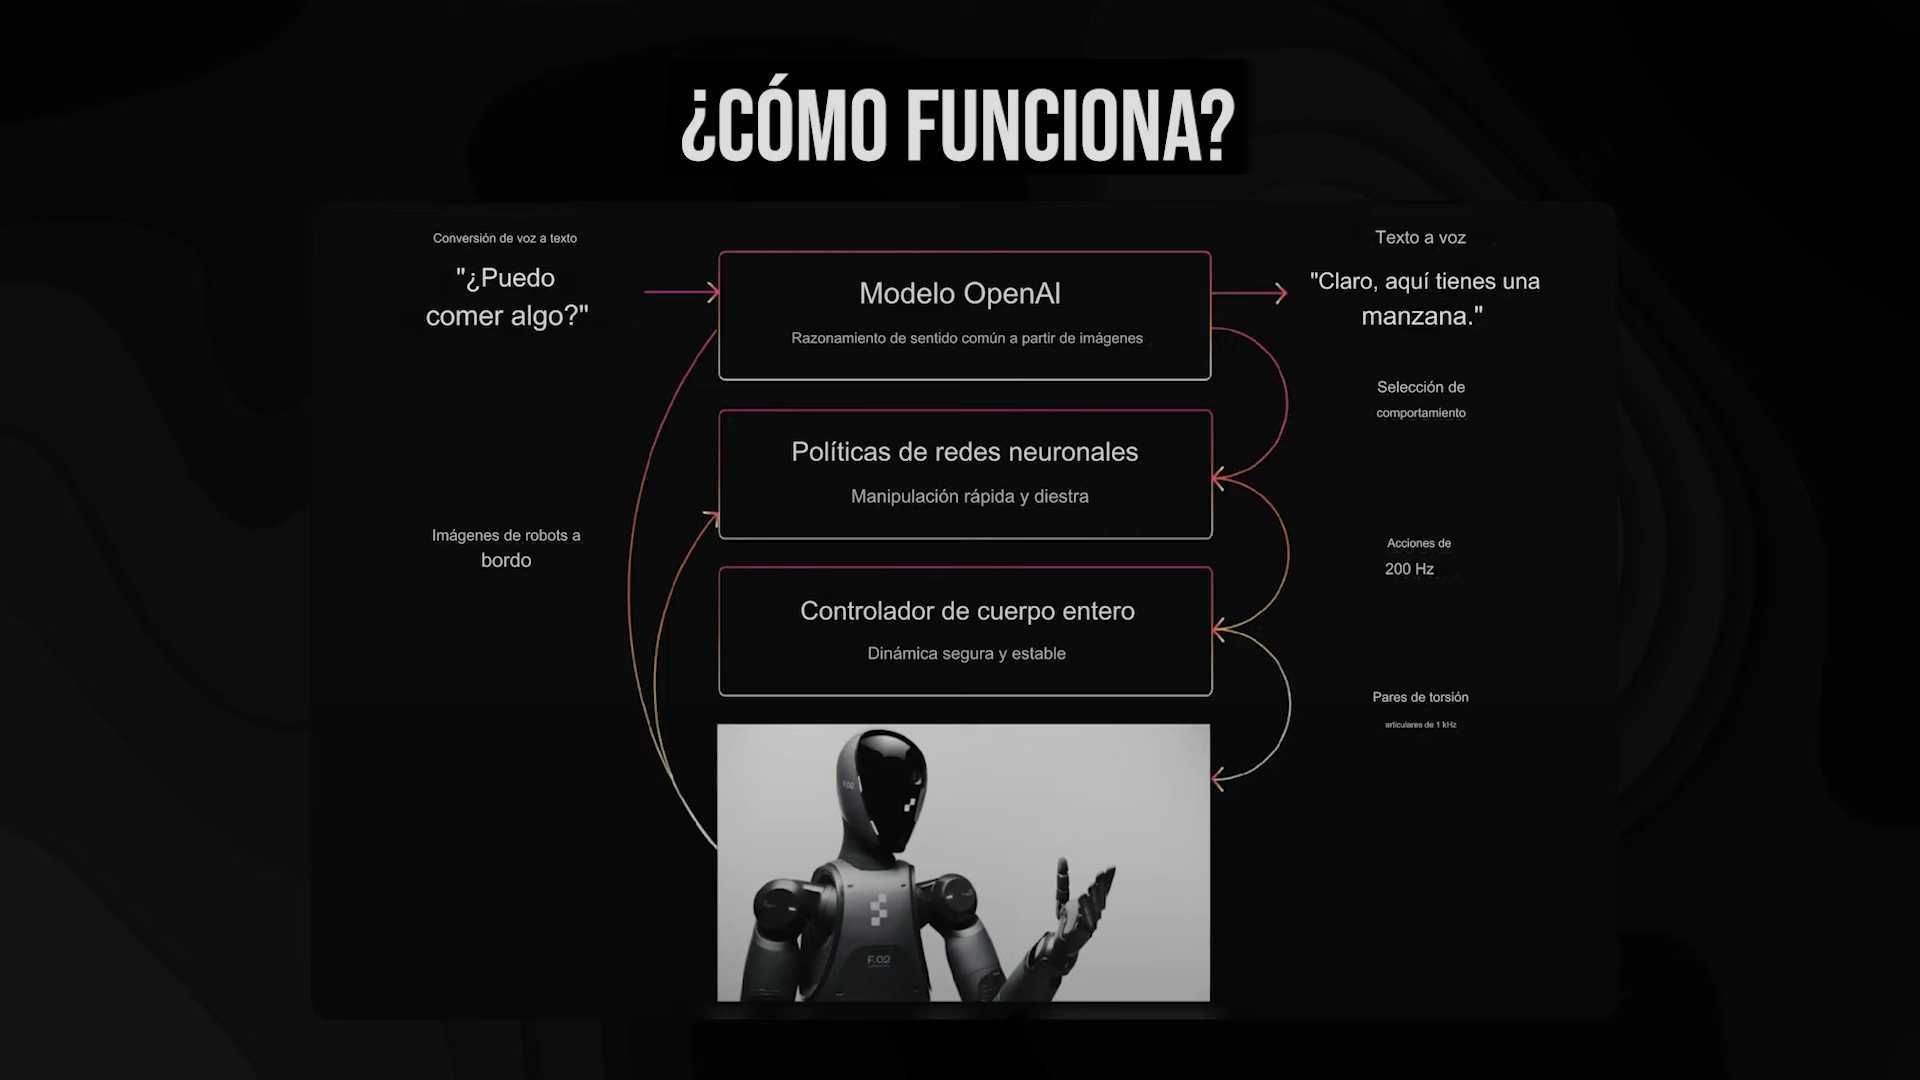 ¿CÓMO FUNCIONA?
Conversión de voz a texto
"¿Puedo
comer algo?"
Modelo OpenAI
Razonamiento de sentido común a partir de imágenes
Texto a voz
"Claro, aquí tienes una
manzana."
Selección de
comportamiento
Políticas de redes neuronales
Manipulación rápida y diestra
Imágenes de robots a
bordo
Acciones de
200 Hz
Controlador de cuerpo entero
Dinámica segura y estable
Pares de torsión
articulares de 1 kHz
F.02
F.02